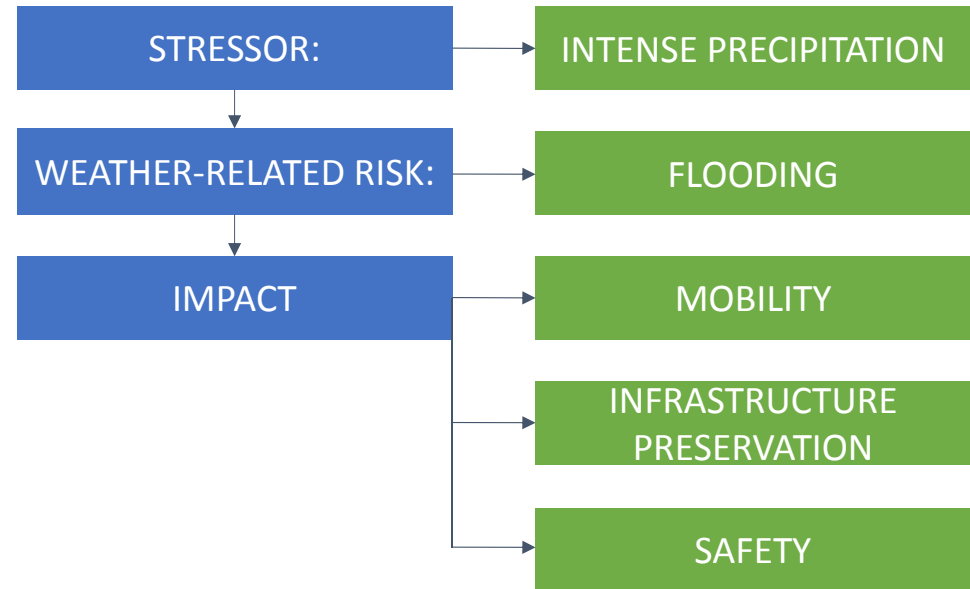 STRESSOR:
INTENSE PRECIPITATION
WEATHER-RELATED RISK:
FLOODING
IMPACT
MOBILITY
INFRASTRUCTURE
PRESERVATION
SAFETY